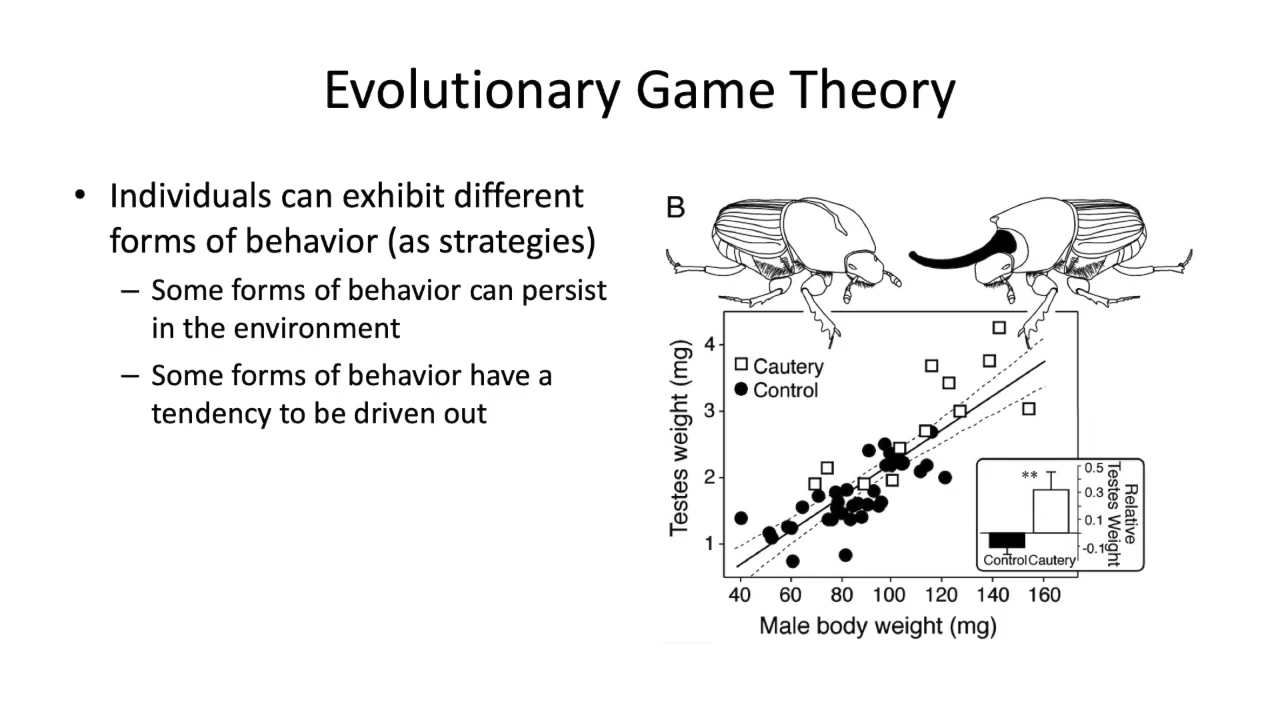 Evolutionary Game Theory
• Individuals can exhibit different
forms of behavior (as strategies)
– Some forms of behavior can persist
in the environment
– Some forms of behavior have a
tendency to be driven out
B
Testes weight (mg)
4
3
2
1
Cautery
Control
40 60 80 100 120 140 160
Male body weight (mg)
**
0.5
0.3
0.1
-0.1
Relative
Testes Weight
Control Cautery